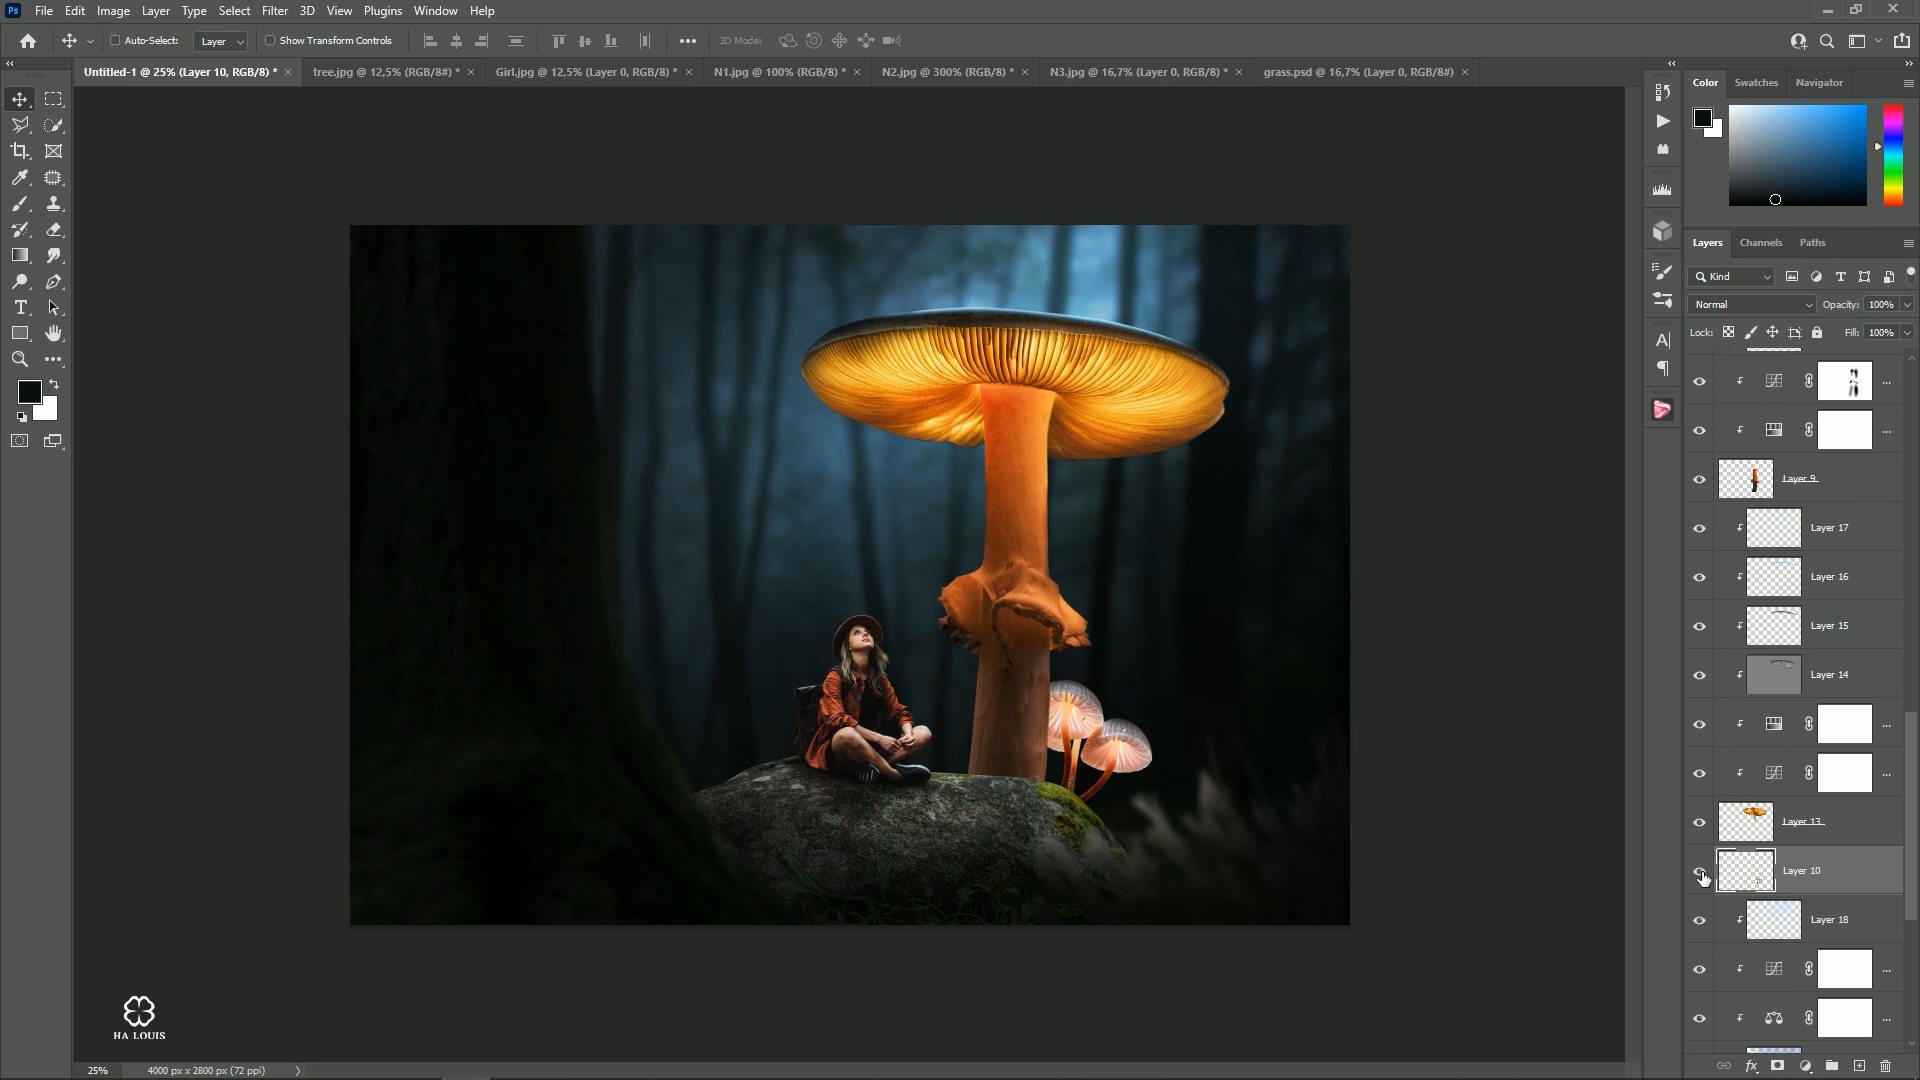 Ps File Edit Image Layer Type Select Filter 3D View Plugins Window Help
Auto-Select: Layer Show Transform Controls 3D Mode:
Untitled-1 @ 25% (Layer 10, RGB/8) * tree.jpg @ 12,5% (RGB/8#) * Girl.jpg @ 12,5% (Layer 0, RGB/8) * N1.jpg @ 100% (RGB/8) * N2.jpg @ 300% (RGB/8) * N3.jpg @ 16,7% (Layer 0, RGB/8) * grass.psd @ 16,7% (Layer 0, RGB/8#)
Color Swatches Navigator
Layers Channels Paths
Kind
Normal Opacity: 100%
Lock: Fill: 100%
Layer 9
Layer 17
Layer 16
Layer 15
Layer 14
Layer 13
Layer 10
Layer 18
HA LOUIS
25% 4000 px x 2800 px (72 ppi)